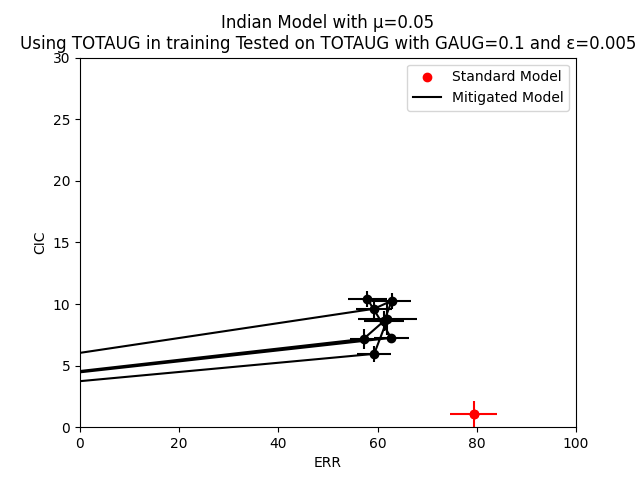 Indian Model with μ=0.05
Using TOTAUG in training Tested on TOTAUG with GAUG=0.1 and ε=0.005
Standard Model
Mitigated Model
30
25
20
15
10
5
0
CIC
0 20 40 60 80 100
ERR